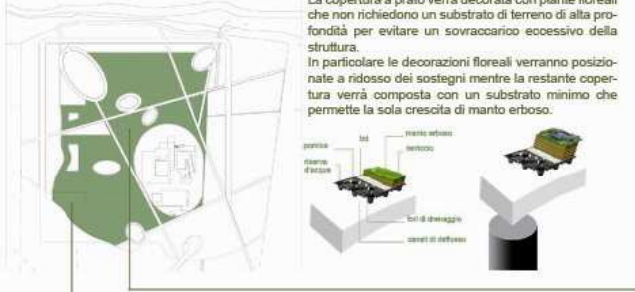 La copertura a prato verrà decorata con piante floreali
che non richiedono un substrato di terreno di alta pro-
fondità per evitare un sovraccarico eccessivo della
struttura.
In particolare le decorazioni floreali verranno posizio-
nate a ridosso dei sostegni mentre la restante coper-
tura verrà composta con un substrato minimo che
permette la sola crescita di manto erboso.
manto erboso
terriccio
tnt
pomice
riserva
d'acqua
fori di drenaggio
canali di deflusso